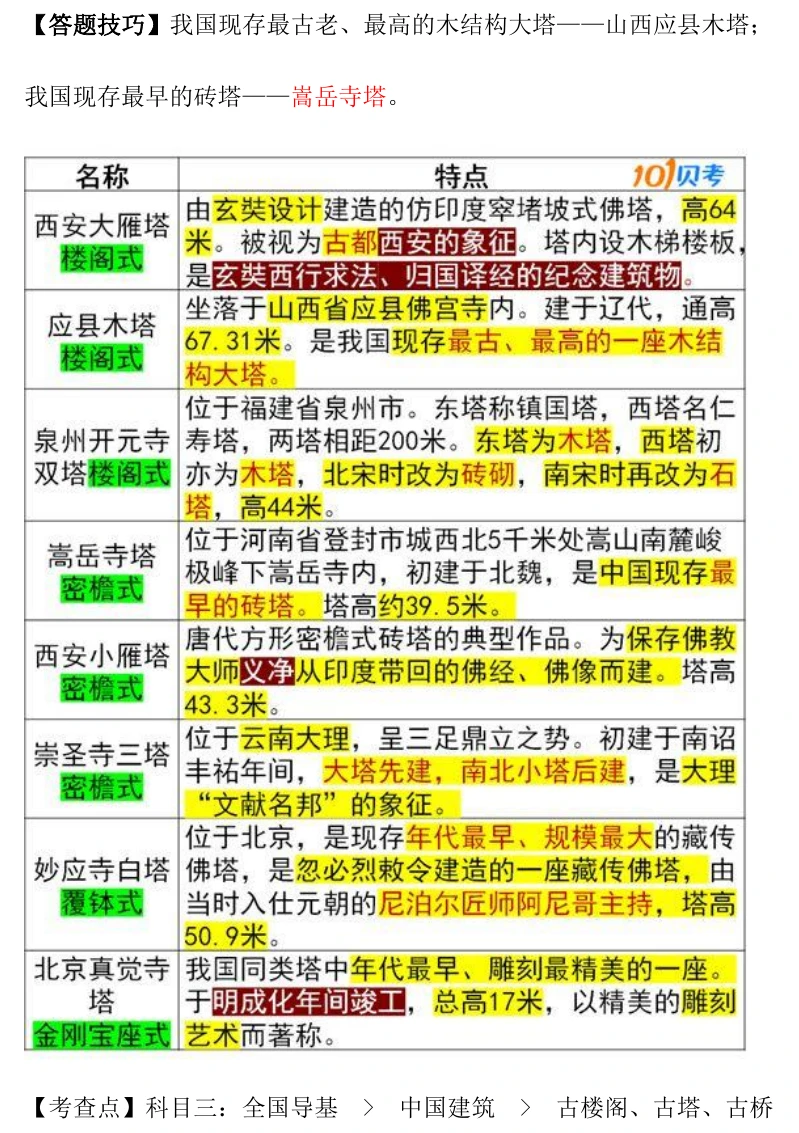 【答题技巧】我国现存最古老、最高的木结构大塔——山西应县木塔；
我国现存最早的砖塔——嵩岳寺塔。
名称
特点
101贝考
西安大雁塔
楼阁式
由玄奘设计建造的仿印度窣堵坡式佛塔，高64
米。被视为古都西安的象征。塔内设木梯楼板，
是玄奘西行求法、归国译经的纪念建筑物。
应县木塔
楼阁式
坐落于山西省应县佛宫寺内。建于辽代，通高
67.31米。是我国现存最古、最高的一座木结
构大塔。
泉州开元寺
双塔楼阁式
位于福建省泉州市。东塔称镇国塔，西塔名仁
寿塔，两塔相距200米。东塔为木塔，西塔初
亦为木塔，北宋时改为砖砌，南宋时再改为石
塔，高44米。
嵩岳寺塔
密檐式
位于河南省登封市城西北5千米处嵩山南麓峻
极峰下嵩岳寺内，初建于北魏，是中国现存最
早的砖塔。塔高约39.5米。
西安小雁塔
密檐式
唐代方形密檐式砖塔的典型作品。为保存佛教
大师义净从印度带回的佛经、佛像而建。塔高
43.3米。
崇圣寺三塔
密檐式
位于云南大理，呈三足鼎立之势。初建于南诏
丰祐年间，大塔先建，南北小塔后建，是大理
“文献名邦”的象征。
妙应寺白塔
覆钵式
位于北京，是现存年代最早、规模最大的藏传
佛塔，是忽必烈敕令建造的一座藏传佛塔，由
当时入仕元朝的尼泊尔匠师阿尼哥主持，塔高
50.9米。
北京真觉寺
塔
金刚宝座式
我国同类塔中年代最早、雕刻最精美的一座。
于明成化年间竣工，总高17米，以精美的雕刻
艺术而著称。
【考查点】科目三：全国导基 > 中国建筑 > 古楼阁、古塔、古桥